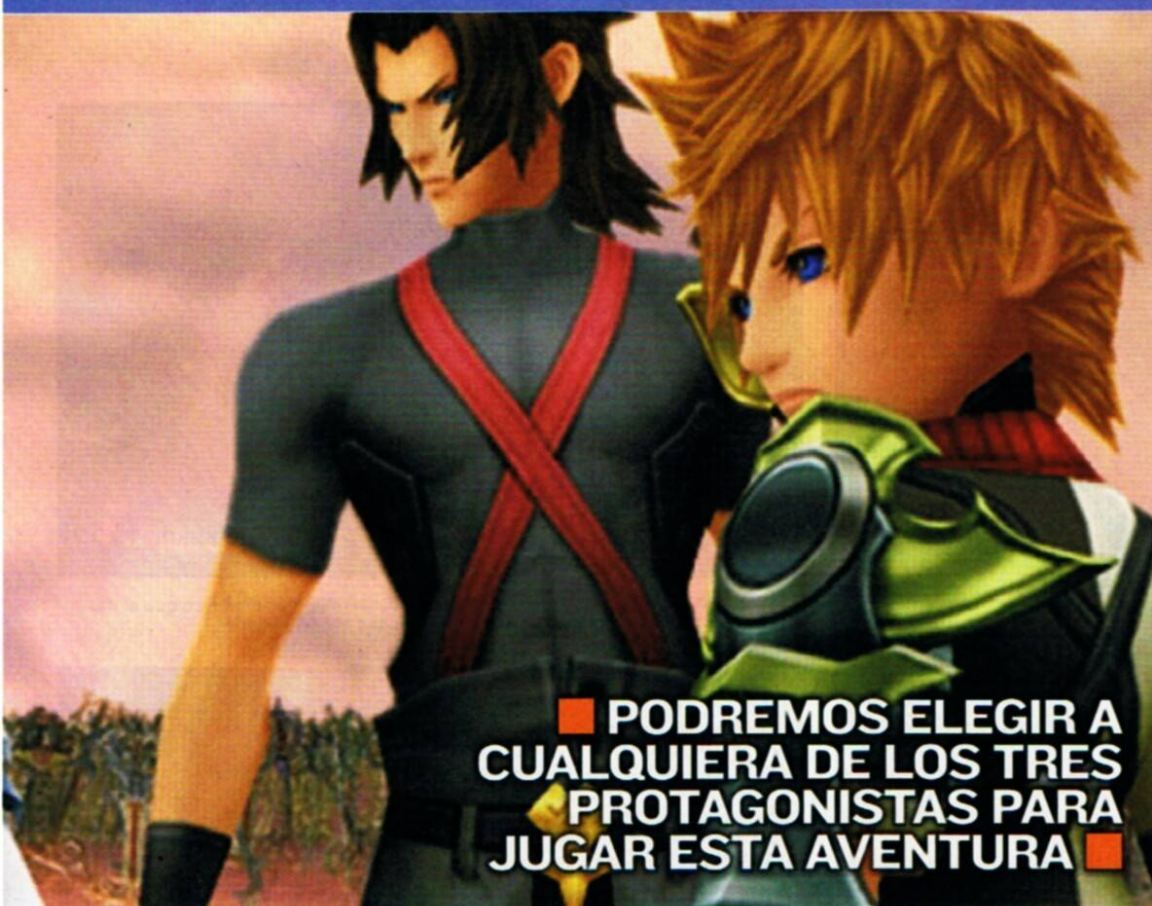 ■ PODREMOS ELEGIR A
CUALQUIERA DE LOS TRES
PROTAGONISTAS PARA
JUGAR ESTA AVENTURA ■